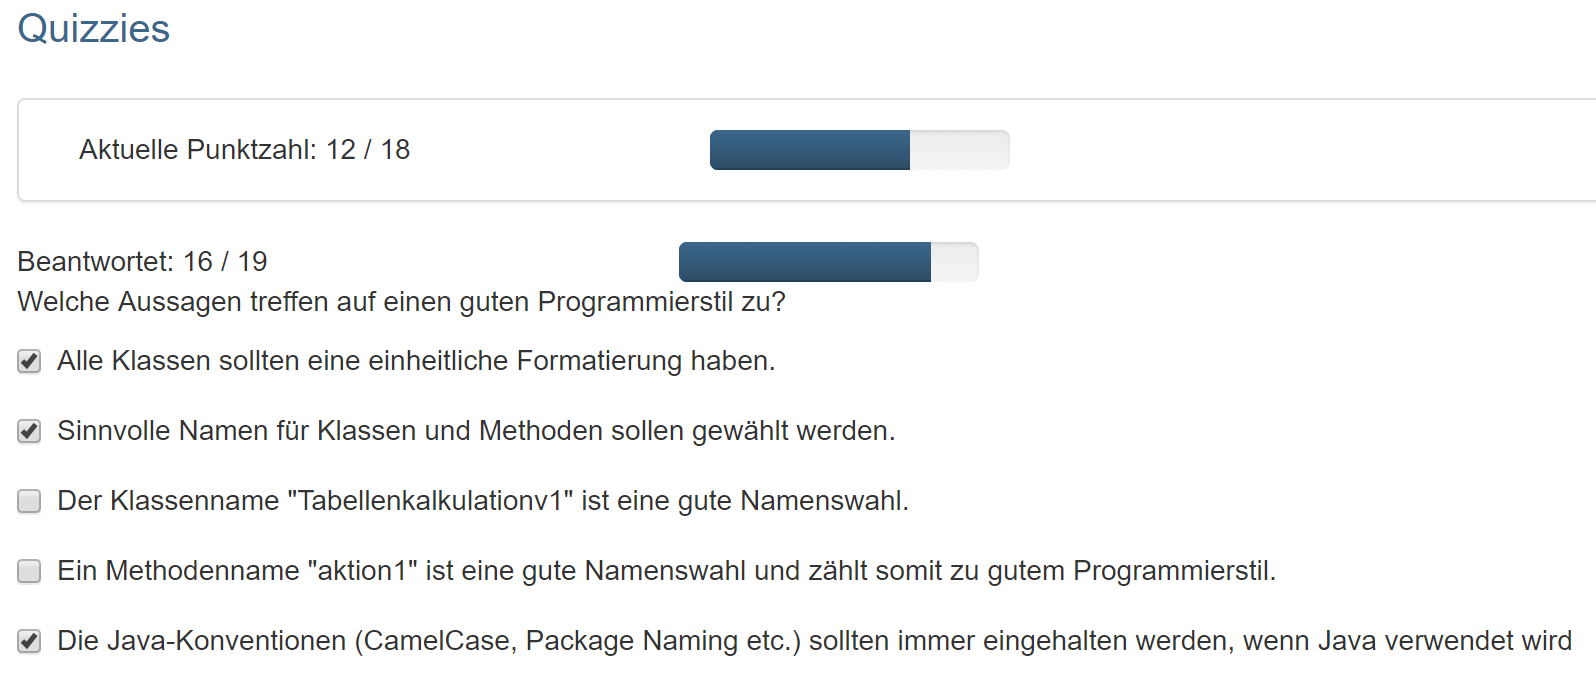 Quizzies
Aktuelle Punktzahl: 12 / 18
Beantwortet: 16 / 19
Welche Aussagen treffen auf einen guten Programmierstil zu?
Alle Klassen sollten eine einheitliche Formatierung haben.
Sinnvolle Namen für Klassen und Methoden sollen gewählt werden.
Der Klassenname "Tabellenkalkulationv1" ist eine gute Namenswahl.
Ein Methodenname "aktion1" ist eine gute Namenswahl und zählt somit zu gutem Programmierstil.
Die Java-Konventionen (CamelCase, Package Naming etc.) sollten immer eingehalten werden, wenn Java verwendet wird